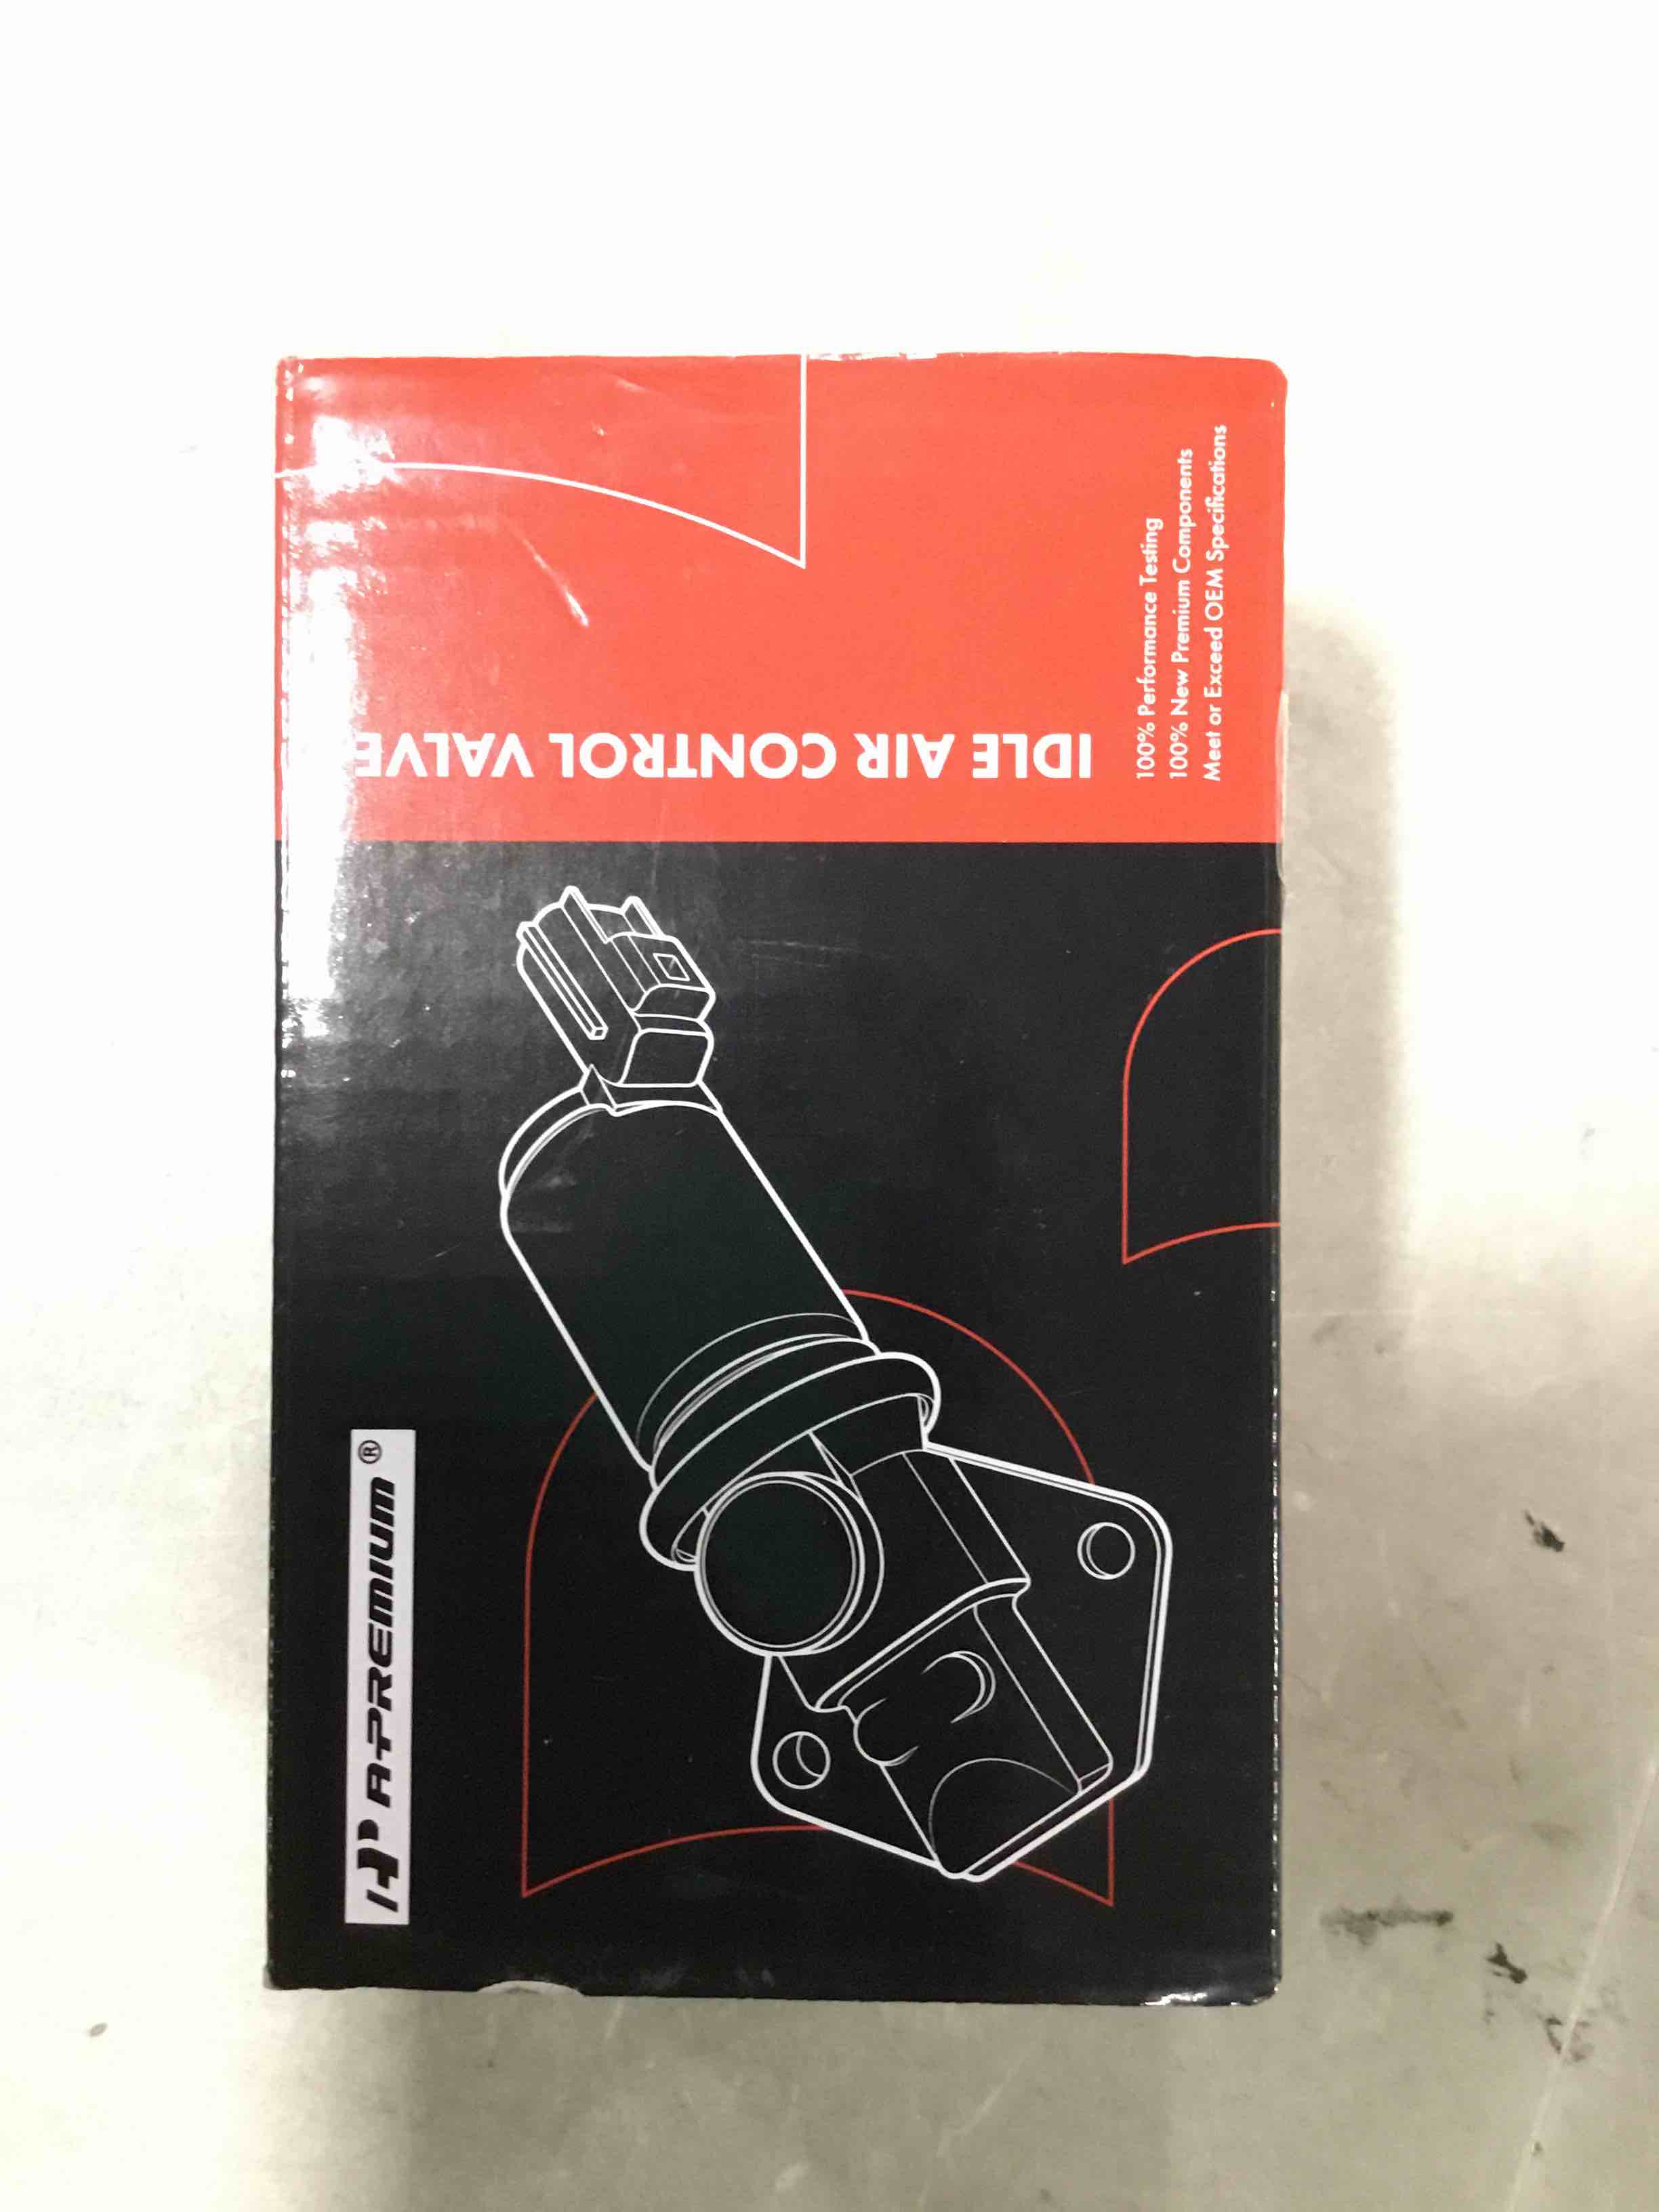 A-PREMIUM®
IDLE AIR CONTROL VALVE
100% Performance Testing
100% New Premium Components
Meet or Exceed OEM Specifications